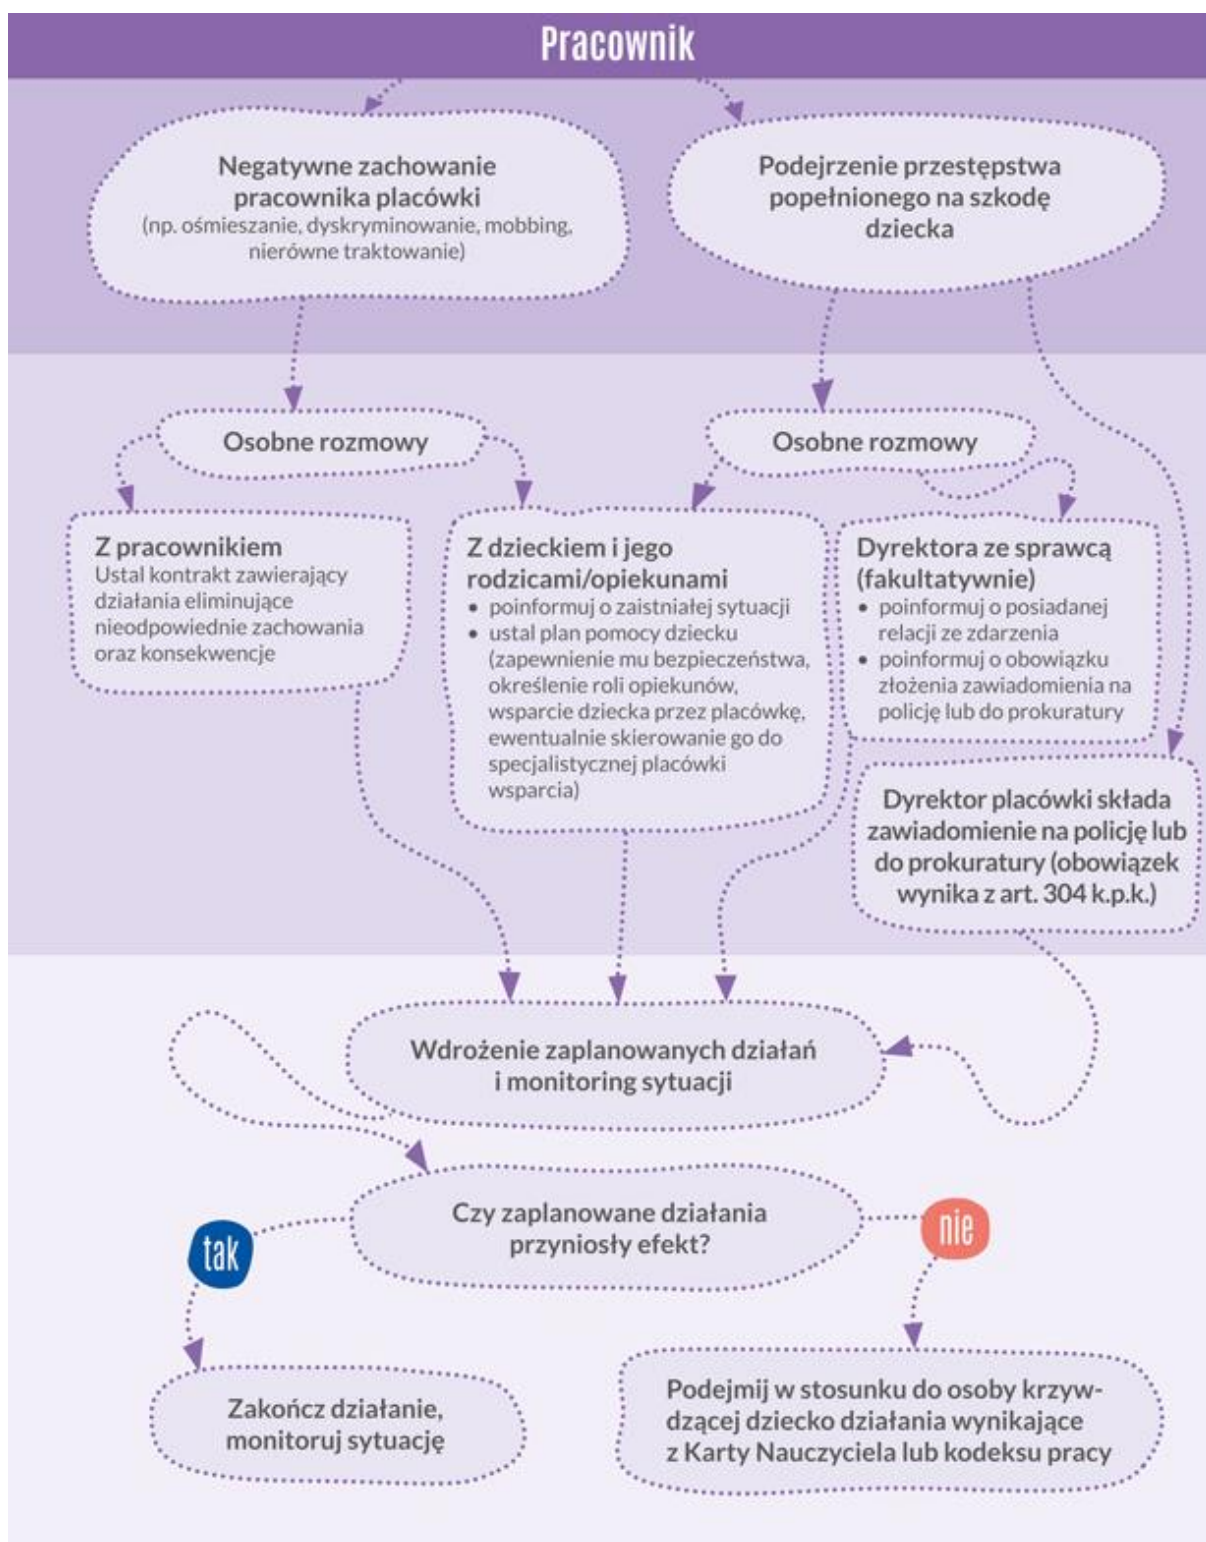 Pracownik
Negatywne zachowanie
pracownika placówki
(np. ośmieszanie, dyskryminowanie, mobbing,
nierówne traktowanie)
Podejrzenie przestępstwa
popełnionego na szkodę
dziecka
Osobne rozmowy
Osobne rozmowy
Z pracownikiem
Ustal kontrakt zawierający
działania eliminujące
nieodpowiednie zachowania
oraz konsekwencje
Z dzieckiem i jego
rodzicami/opiekunami
• poinformuj o zaistniałej sytuacji
• ustal plan pomocy dziecku
(zapewnienie mu bezpieczeństwa,
określenie roli opiekunów,
wsparcie dziecka przez placówkę,
ewentualnie skierowanie go do
specjalistycznej placówki
wsparcia)
Dyrektora ze sprawcą
(fakultatywnie)
• poinformuj o posiadanej
relacji ze zdarzenia
• poinformuj o obowiązku
złożenia zawiadomienia na
policję lub do prokuratury
Dyrektor placówki składa
zawiadomienie na policję lub
do prokuratury (obowiązek
wynika z art. 304 k.p.k.)
Wdrożenie zaplanowanych działań
i monitoring sytuacji
Czy zaplanowane działania
przyniosły efekt?
tak
nie
Zakończ działanie,
monitoruj sytuację
Podejmij w stosunku do osoby krzyw-
dzącej dziecko działania wynikające
z Karty Nauczyciela lub kodeksu pracy